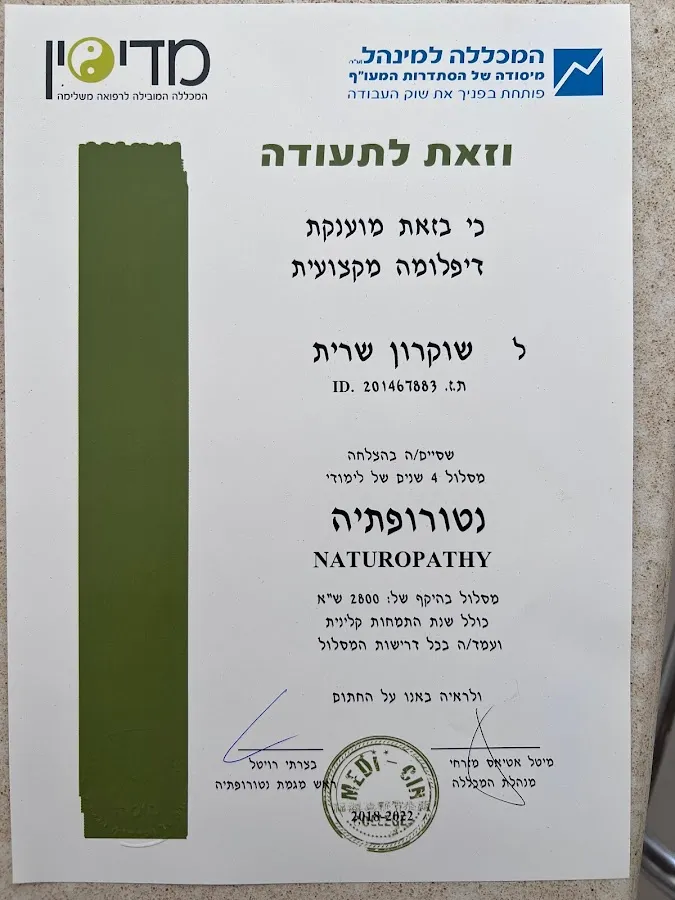 מדיסין
המכללה המובילה לרפואה משלימה
המכללה למינהל (ע"ר)
מיסודה של הסתדרות המעו"ף
פותחת בפניך את שוק העבודה
וזאת לתעודה
כי בזאת מוענקת
דיפלומה מקצועית
ל שוקרון שרית
ת.ז. ID. 201467883
שסיים/ה בהצלחה
מסלול 4 שנים של לימודי
נטורופתיה
NATUROPATHY
מסלול בהיקף של: 2800 ש"א
כולל שנת התמחות קלינית
ועמד/ה בכל דרישות המסלול
ולראיה באנו על החתום
מיטל אטיאס מזרחי
מנהלת המכללה
בצרתי רויטל
ראש מגמת נטורופתיה
MEDI-CIN
COLLEGE
2018-2022